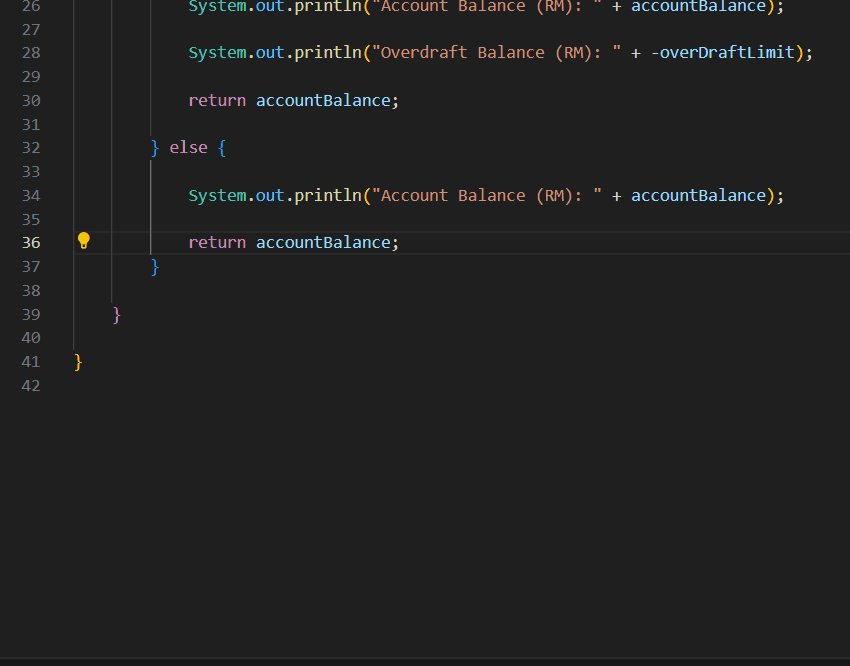 26 System.out.println("Account Balance (RM): " + accountBalance);
27
28 System.out.println("Overdraft Balance (RM): " + -overDraftLimit);
29
30 return accountBalance;
31
32 } else {
33
34 System.out.println("Account Balance (RM): " + accountBalance);
35
36 return accountBalance;
37 }
38
39 }
40
41 }
42